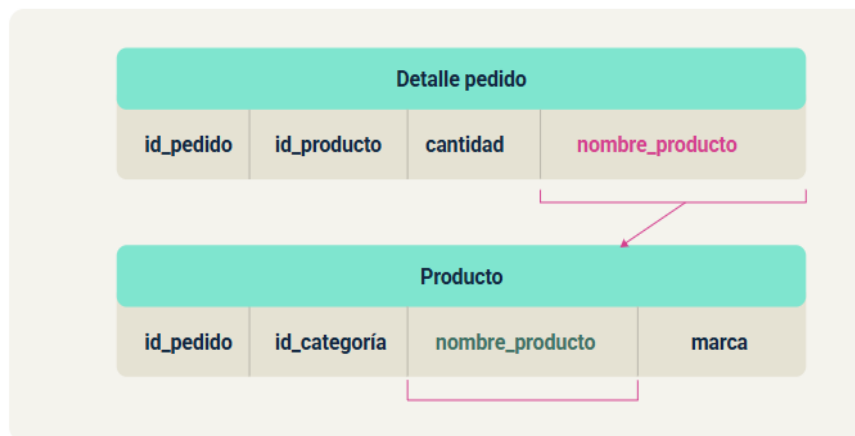 Detalle pedido
id_pedido id_producto cantidad nombre_producto
Producto
id_pedido id_categoría nombre_producto marca